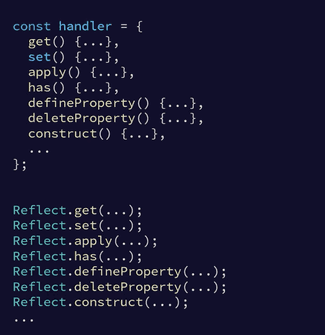 const handler = {
  get() {...},
  set() {...},
  apply() {...},
  has() {...},
  defineProperty() {...},
  deleteProperty() {...},
  construct() {...},
  ...
};
Reflect.get(...);
Reflect.set(...);
Reflect.apply(...);
Reflect.has(...);
Reflect.defineProperty(...);
Reflect.deleteProperty(...);
Reflect.construct(...);
...